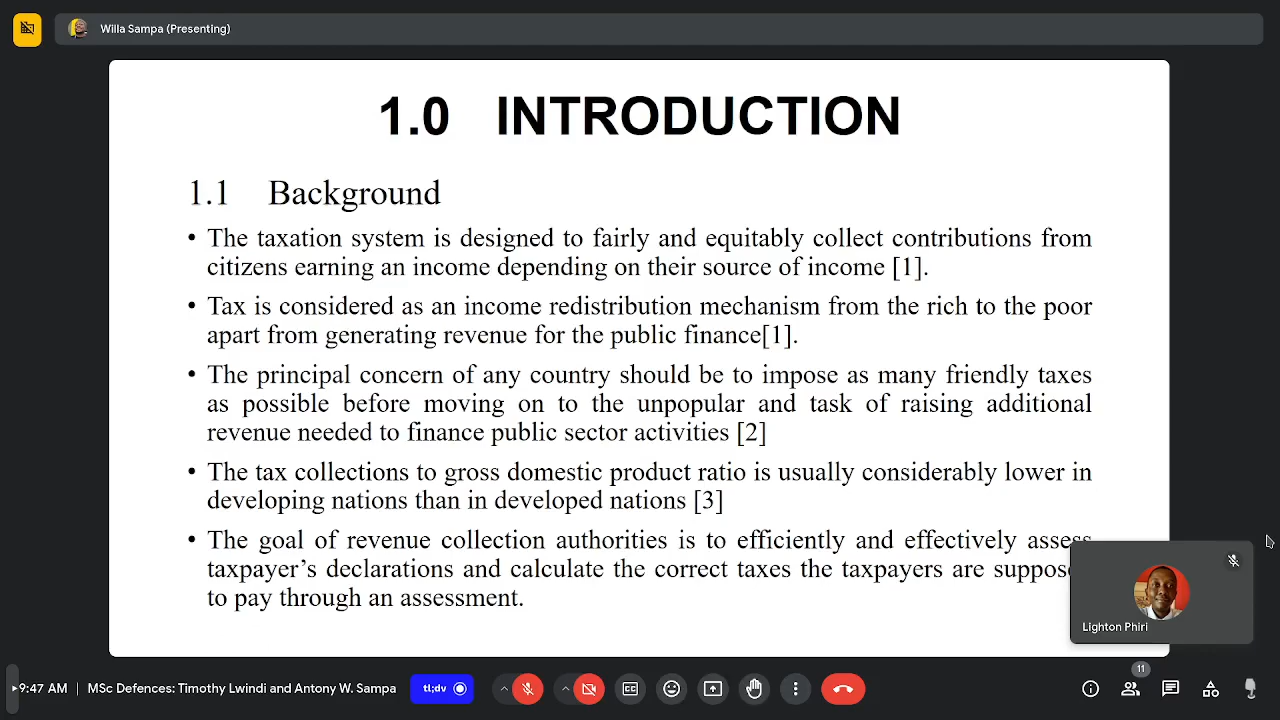 Willa Sampa (Presenting)
1.0 INTRODUCTION
1.1 Background
• The taxation system is designed to fairly and equitably collect contributions from
citizens earning an income depending on their source of income [1].
• Tax is considered as an income redistribution mechanism from the rich to the poor
apart from generating revenue for the public finance[1].
• The principal concern of any country should be to impose as many friendly taxes
as possible before moving on to the unpopular and task of raising additional
revenue needed to finance public sector activities [2]
• The tax collections to gross domestic product ratio is usually considerably lower in
developing nations than in developed nations [3]
• The goal of revenue collection authorities is to efficiently and effectively assess
taxpayer’s declarations and calculate the correct taxes the taxpayers are
to pay through an assessment.
Lighton Phiri
9:47 AM | MSc Defences: Timothy Lwindi and Antony W. Sampa
tl;dv
CC
11